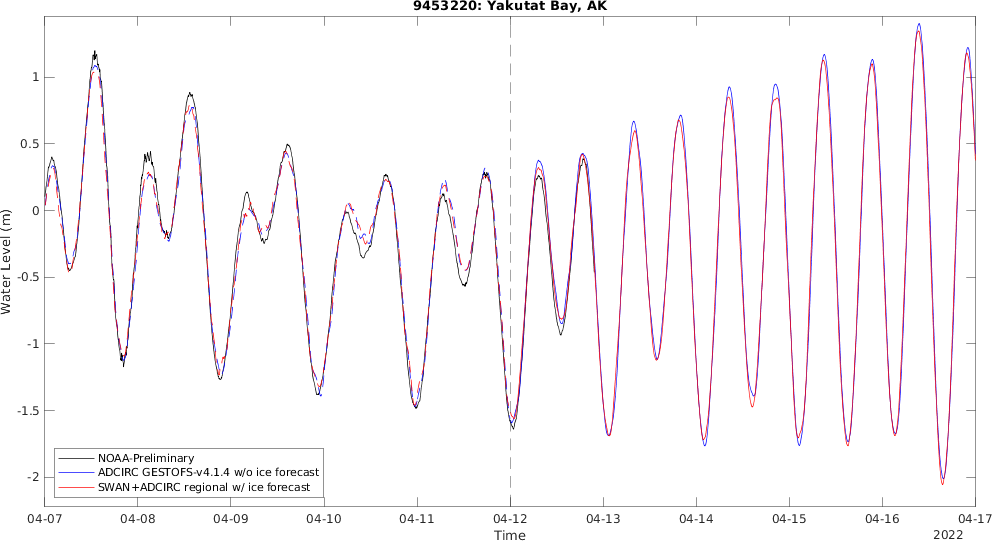 9453220: Yakutat Bay, AK
Water Level (m)
1
0.5
0
-0.5
-1
-1.5
-2
NOAA-Preliminary
ADCIRC GESTOFS-v4.1.4 w/o ice forecast
SWAN+ADCIRC regional w/ ice forecast
04-07 04-08 04-09 04-10 04-11 04-12 04-13 04-14 04-15 04-16 04-17
Time
2022